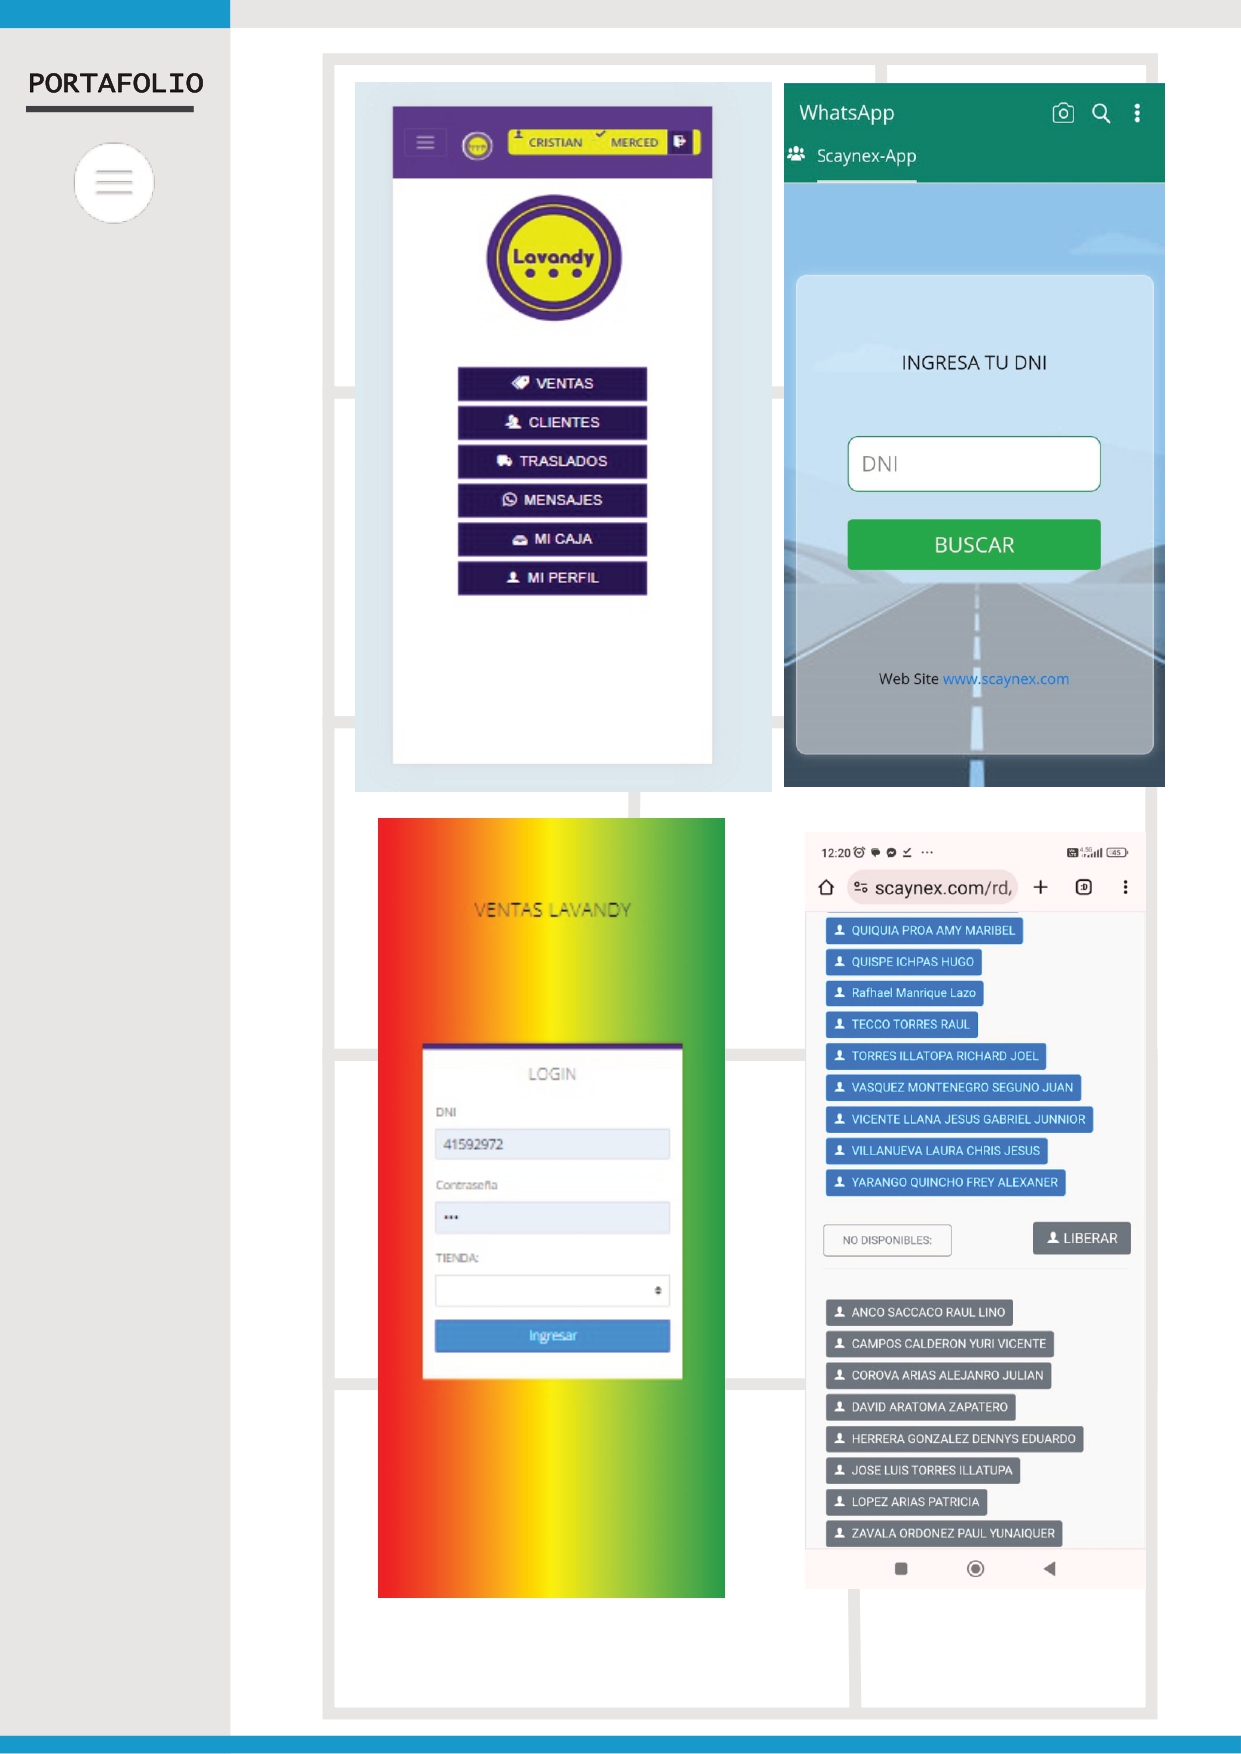 PORTAFOLIO
CRISTIAN MERCED
Lavandy
VENTAS
CLIENTES
TRASLADOS
MENSAJES
MI CAJA
MI PERFIL
WhatsApp
Scaynex-App
INGRESA TU DNI
DNI
BUSCAR
Web Site www.scaynex.com
VENTAS LAVANDY
LOGIN
DNI
41592972
Contraseña
•••
TIENDA:
Ingresar
12:20
45
scaynex.com/rd,
QUIQUIA PROA AMY MARIBEL
QUISPE ICHPAS HUGO
Rafhael Manrique Lazo
TECCO TORRES RAUL
TORRES ILLATOPA RICHARD JOEL
VASQUEZ MONTENEGRO SEGUNO JUAN
VICENTE LLANA JESUS GABRIEL JUNNIOR
VILLANUEVA LAURA CHRIS JESUS
YARANGO QUINCHO FREY ALEXANER
NO DISPONIBLES:
LIBERAR
ANCO SACCACO RAUL LINO
CAMPOS CALDERON YURI VICENTE
COROVA ARIAS ALEJANRO JULIAN
DAVID ARATOMA ZAPATERO
HERRERA GONZALEZ DENNYS EDUARDO
JOSE LUIS TORRES ILLATUPA
LOPEZ ARIAS PATRICIA
ZAVALA ORDONEZ PAUL YUNAIQUER